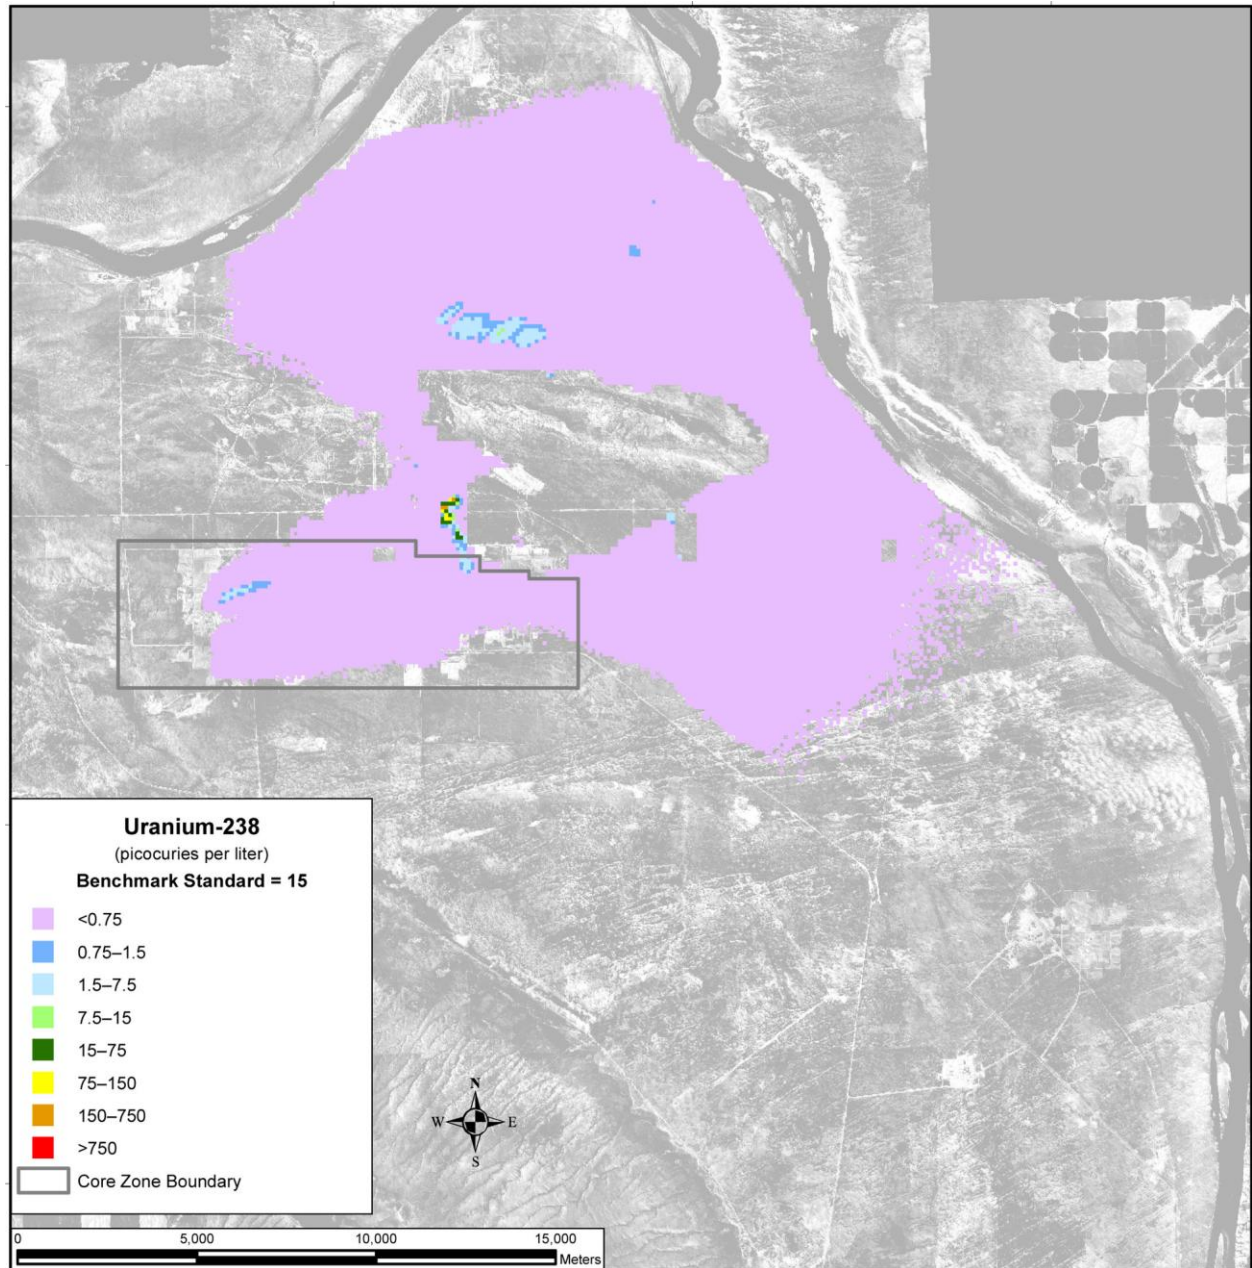 Uranium-238
(picocuries per liter)
Benchmark Standard = 15
<0.75
0.75–1.5
1.5–7.5
7.5–15
15–75
75–150
150–750
>750
Core Zone Boundary
N
W E
S
0 5,000 10,000 15,000
Meters